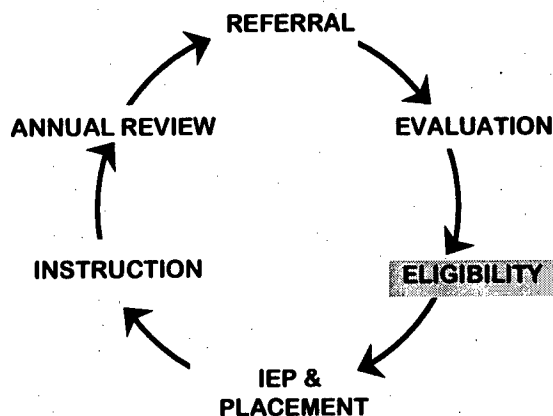 REFERRAL
EVALUATION
ELIGIBILITY
IEP &
PLACEMENT
INSTRUCTION
ANNUAL REVIEW